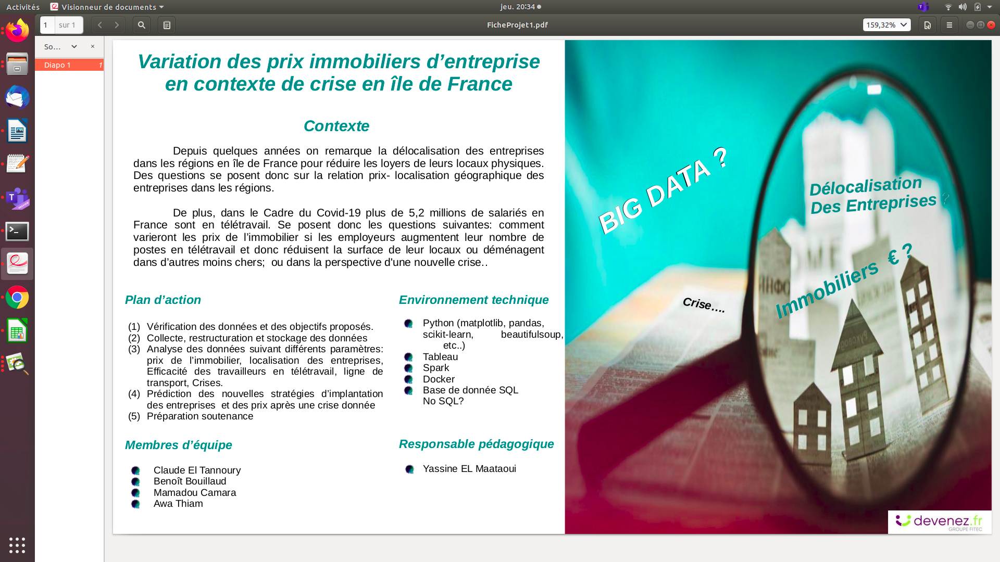 Activités
Visionneur de documents
jeu. 20:34
1
sur 1
FicheProjet1.pdf
159,32%
So...
×
Diapo 1
1
Variation des prix immobiliers d’entreprise
en contexte de crise en île de France
Contexte
Depuis quelques années on remarque la délocalisation des entreprises
dans les régions en île de France pour réduire les loyers de leurs locaux physiques.
Des questions se posent donc sur la relation prix- localisation géographique des
entreprises dans les régions.
De plus, dans le Cadre du Covid-19 plus de 5,2 millions de salariés en
France sont en télétravail. Se posent donc les questions suivantes: comment
varieront les prix de l’immobilier si les employeurs augmentent leur nombre de
postes en télétravail et donc réduisent la surface de leur locaux ou déménagent
dans d’autres moins chers; ou dans la perspective d'une nouvelle crise..
Plan d’action
(1) Vérification des données et des objectifs proposés.
(2) Collecte, restructuration et stockage des données
(3) Analyse des données suivant différents paramètres:
prix de l’immobilier, localisation des entreprises,
Efficacité des travailleurs en télétravail, ligne de
transport, Crises.
(4) Prédiction des nouvelles stratégies d’implantation
des entreprises et des prix après une crise donnée
(5) Préparation soutenance
Environnement technique
Python (matplotlib, pandas,
scikit-learn, beautifulsoup,
etc..)
Tableau
Spark
Docker
Base de donnée SQL
No SQL?
Membres d’équipe
Claude El Tannoury
Benoît Bouillaud
Mamadou Camara
Awa Thiam
Responsable pédagogique
Yassine EL Maataoui
BIG DATA ?
Délocalisation
Des Entreprises ?
Immobiliers € ?
Crise....
devenez.fr
GROUPE FITEC